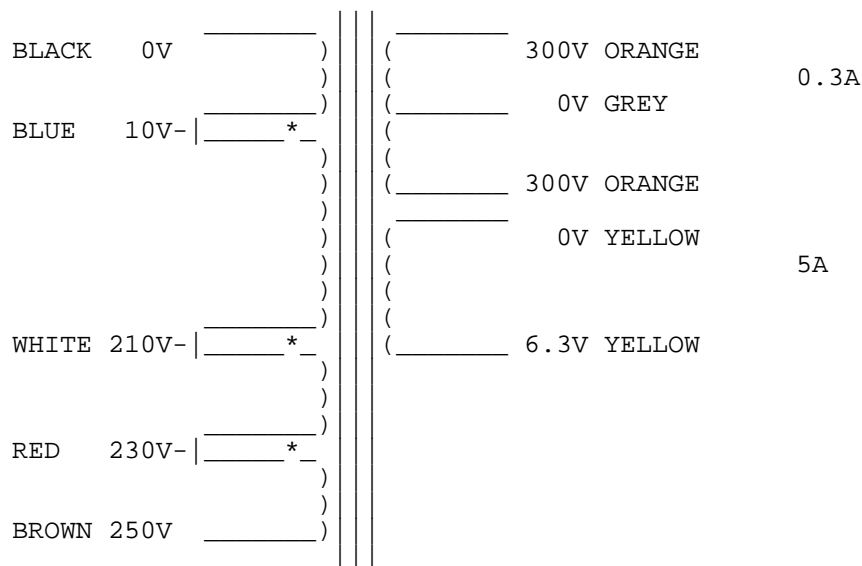 BLACK 0V 300V ORANGE
0.3A
0V GREY
BLUE 10V
300V ORANGE
0V YELLOW
5A
WHITE 210V 6.3V YELLOW
RED 230V
BROWN 250V